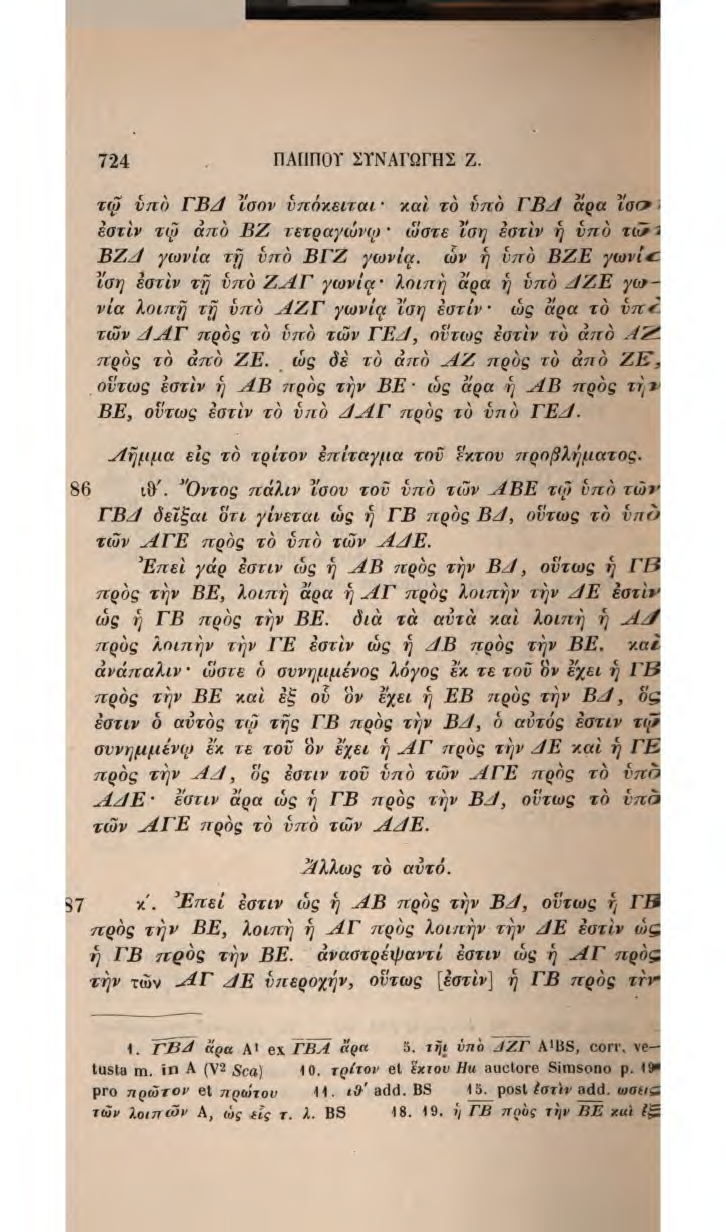 724 ΠΑΠΠΟΥ ΣΥΝΑΓΩΓΗΣ Ζ.
τῷ ὑπὸ ΓΒΔ ἴσον ὑπόκειται· καὶ τὸ ὑπὸ ΓΒΔ ἄρα ἴσο
ἐστὶν τῷ ἀπὸ ΒΖ τετραγώνῳ· ὥστε ἴση ἐστὶν ἡ ὑπὸ τῶ
ΒΖΔ γωνία τῇ ὑπὸ ΒΓΖ γωνίᾳ. ὧν ἡ ὑπὸ ΒΖΕ γωνί
ἴση ἐστὶν τῇ ὑπὸ ΖΑΓ γωνίᾳ· λοιπὴ ἄρα ἡ ὑπὸ ΔΖΕ γω-
νία λοιπῇ τῇ ὑπὸ ΑΖΓ γωνίᾳ ἴση ἐστίν· ὡς ἄρα τὸ ὑπ
τῶν ΔΑΓ πρὸς τὸ ὑπὸ τῶν ΓΕΔ, οὕτως ἐστὶν τὸ ἀπὸ ΑΖ
πρὸς τὸ ἀπὸ ΖΕ. ὡς δὲ τὸ ἀπὸ ΑΖ πρὸς τὸ ἀπὸ ΖΕ,
οὕτως ἐστὶν ἡ ΑΒ πρὸς τὴν ΒΕ· ὡς ἄρα ἡ ΑΒ πρὸς τὴν
ΒΕ, οὕτως ἐστὶν τὸ ὑπὸ ΔΑΓ πρὸς τὸ ὑπὸ ΓΕΔ.
Λῆμμα εἰς τὸ τρίτον ἐπίταγμα τοῦ ἕκτου προβλήματος.
86 ιθʹ. Ὄντος πάλιν ἴσου τοῦ ὑπὸ τῶν ΑΒΕ τῷ ὑπὸ τῶν
ΓΒΔ δεῖξαι ὅτι γίνεται ὡς ἡ ΓΒ πρὸς ΒΔ, οὕτως τὸ ὑπὸ
τῶν ΑΓΕ πρὸς τὸ ὑπὸ τῶν ΑΔΕ.
Ἐπεὶ γάρ ἐστιν ὡς ἡ ΑΒ πρὸς τὴν ΒΔ, οὕτως ἡ ΓΒ
πρὸς τὴν ΒΕ, λοιπὴ ἄρα ἡ ΑΓ πρὸς λοιπὴν τὴν ΔΕ ἐστὶν
ὡς ἡ ΓΒ πρὸς τὴν ΒΕ. διὰ τὰ αὐτὰ καὶ λοιπὴ ἡ ΑΔ
πρὸς λοιπὴν τὴν ΓΕ ἐστὶν ὡς ἡ ΔΒ πρὸς τὴν ΒΕ. καὶ
ἀνάπαλιν· ὥστε ὁ συνημμένος λόγος ἔκ τε τοῦ ὃν ἔχει ἡ ΓΒ
πρὸς τὴν ΒΕ καὶ ἐξ οὗ ὃν ἔχει ἡ ΕΒ πρὸς τὴν ΒΔ, ὅς
ἐστιν ὁ αὐτὸς τῷ τῆς ΓΒ πρὸς τὴν ΒΔ, ὁ αὐτός ἐστιν τῷ
συνημμένῳ ἔκ τε τοῦ ὃν ἔχει ἡ ΑΓ πρὸς τὴν ΔΕ καὶ ἡ ΓΕ
πρὸς τὴν ΑΔ, ὅς ἐστιν τοῦ ὑπὸ τῶν ΑΓΕ πρὸς τὸ ὑπὸ
ΑΔΕ· ἔστιν ἄρα ὡς ἡ ΓΒ πρὸς τὴν ΒΔ, οὕτως τὸ ὑπὸ
τῶν ΑΓΕ πρὸς τὸ ὑπὸ τῶν ΑΔΕ.
Ἄλλως τὸ αὐτό.
87 κʹ. Ἐπεί ἐστιν ὡς ἡ ΑΒ πρὸς τὴν ΒΔ, οὕτως ἡ ΓΒ
πρὸς τὴν ΒΕ, λοιπὴ ἡ ΑΓ πρὸς λοιπὴν τὴν ΔΕ ἐστὶν ὡς
ἡ ΓΒ πρὸς τὴν ΒΕ. ἀναστρέψαντί ἐστιν ὡς ἡ ΑΓ πρὸς
τὴν τῶν ΑΓ ΔΕ ὑπεροχήν, οὕτως [ἐστὶν] ἡ ΓΒ πρὸς τὴν
1. ΓΒΔ ἄρα A¹ ex ΓΒΑ ἄρα 5. τῆι ὑπὸ ΔΖΓ A¹BS, corr. ve-
tusta m. in A (V² Sca) 10. τρίτον et ἕκτου Hu auctore Simsono p. 19
pro πρῶτον et πρώτου 11. ιθʹ add. BS 15. post ἐστὶν add. ωσεις
τῶν λοιπῶν A, ὡς εἷς τ. λ. BS 18. 19. ἡ ΓΒ πρὸς τὴν ΒΕ καὶ ἐξ